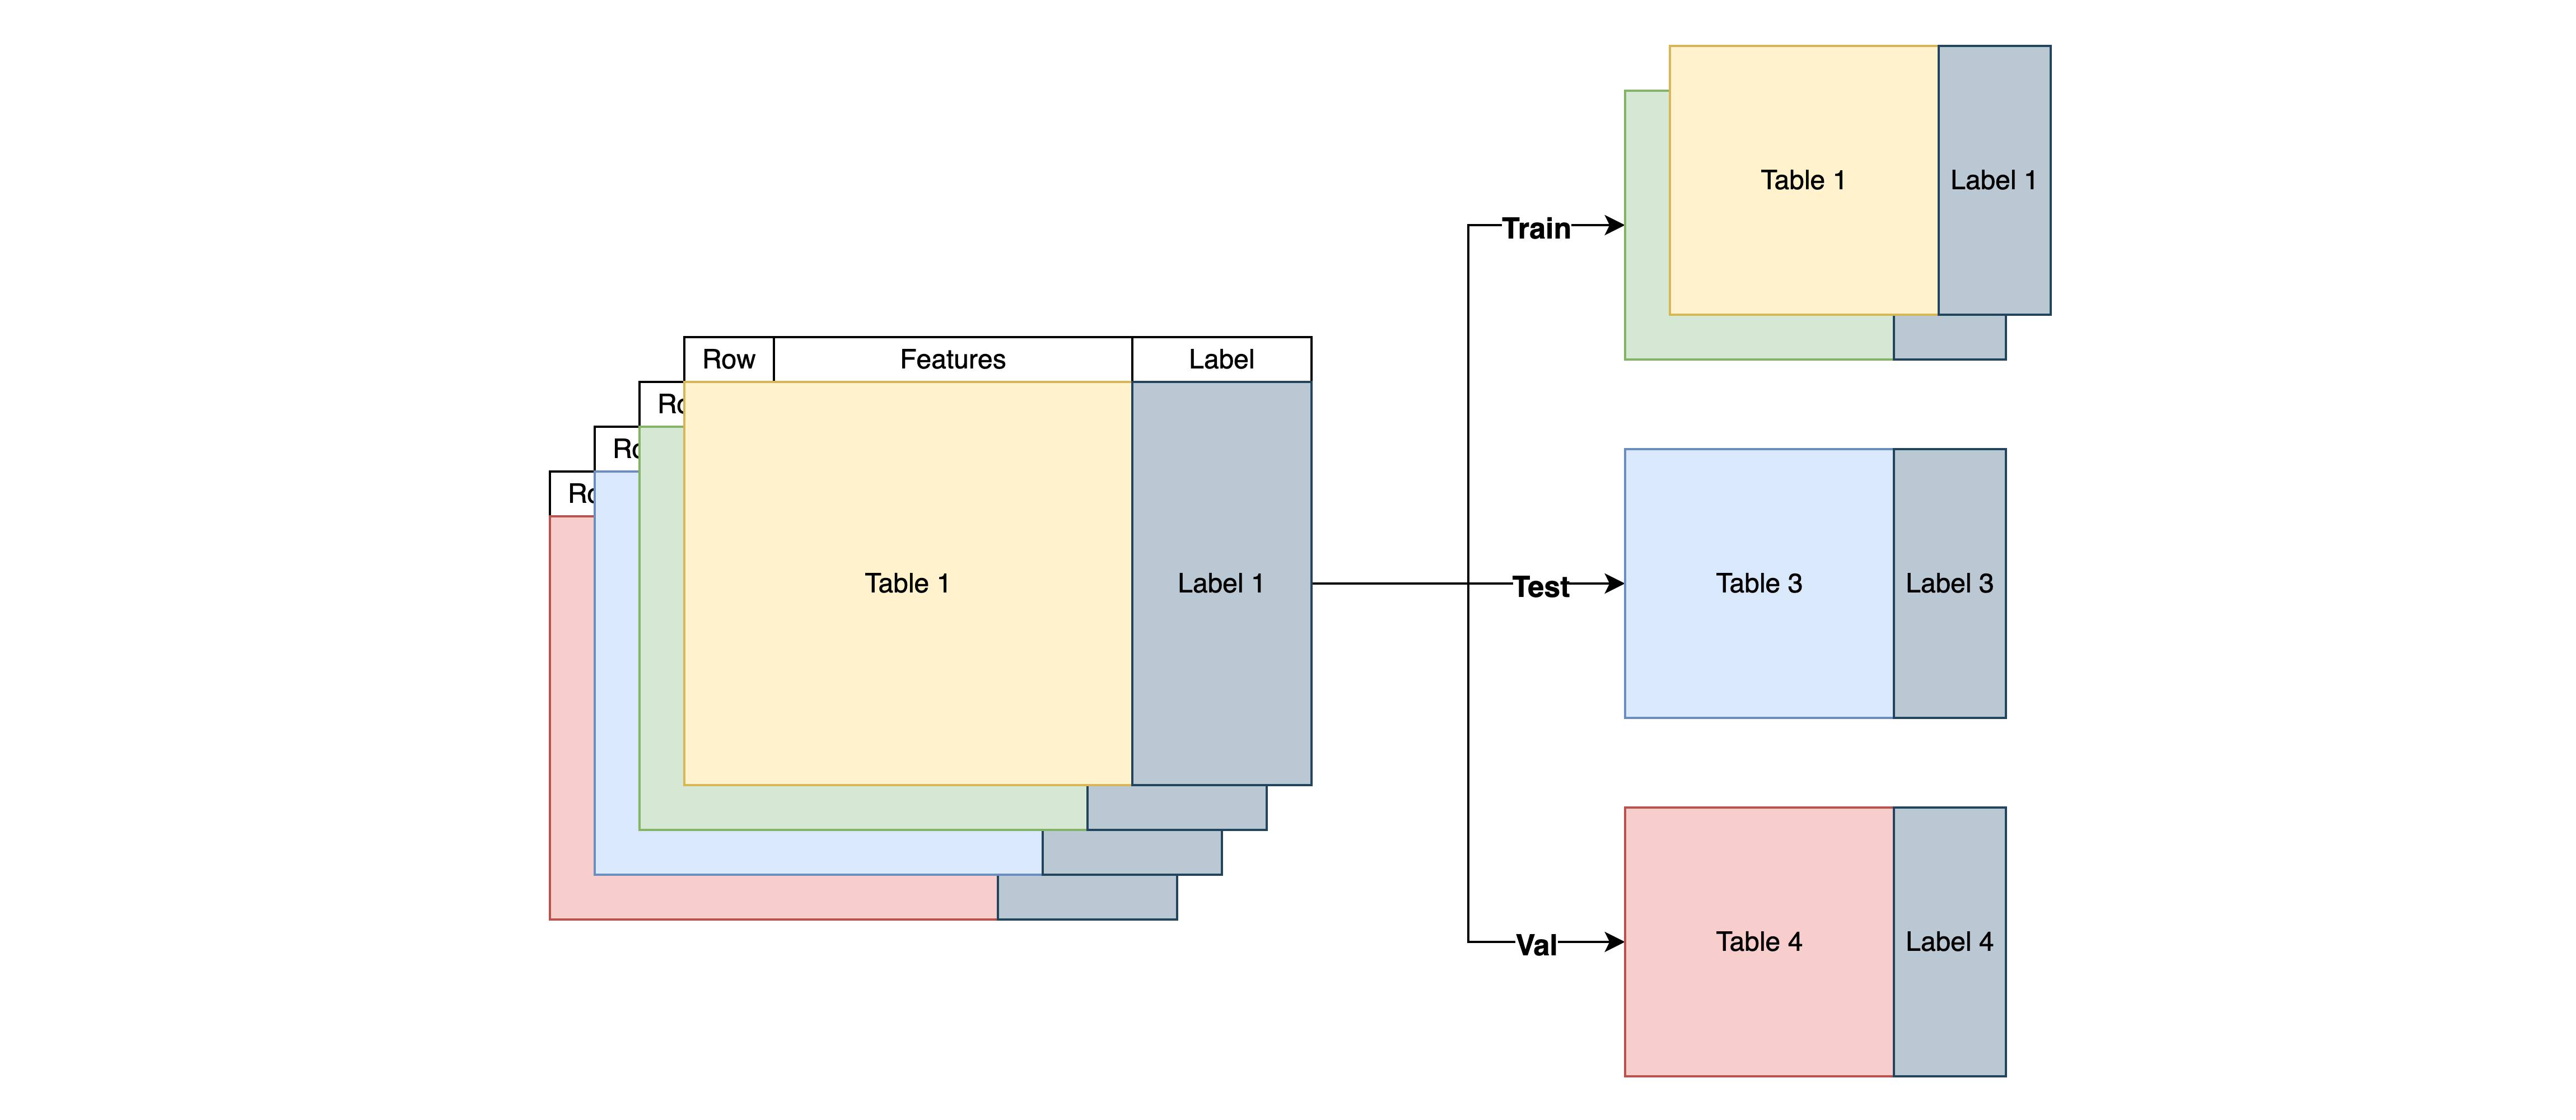 Row Features Label
Ro
Ro
Ro
Table 1 Label 1
Train
Table 1 Label 1
Test
Table 3 Label 3
Val
Table 4 Label 4